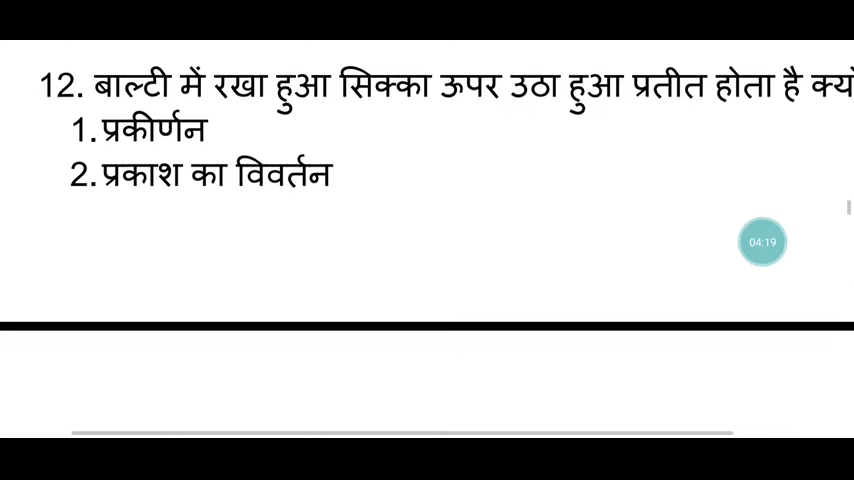 12. बाल्टी में रखा हुआ सिक्का ऊपर उठा हुआ प्रतीत होता है
1. प्रकीर्णन
2. प्रकाश का विवर्तन
04:19